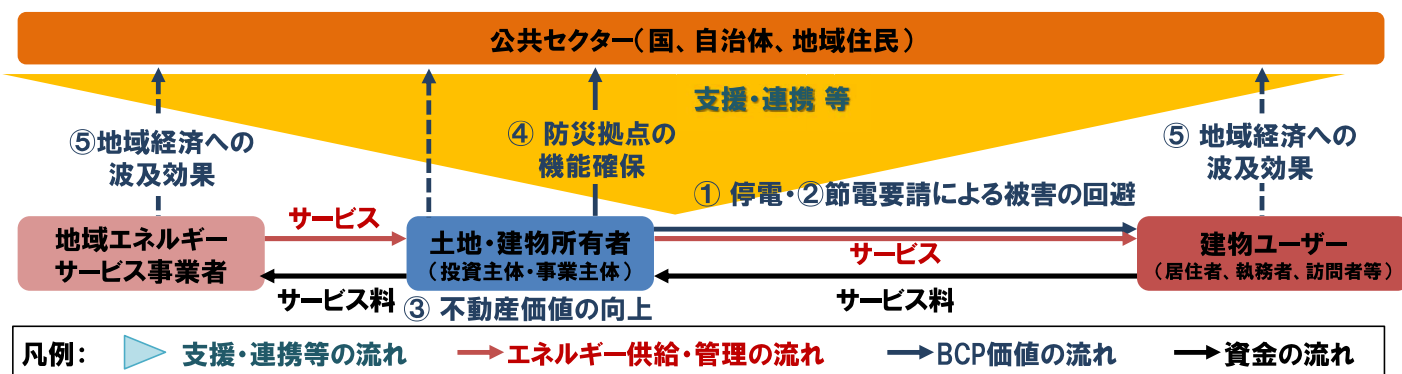 公共セクター(国、自治体、地域住民)
支援・連携 等
⑤地域経済への
波及効果
④ 防災拠点の
機能確保
⑤ 地域経済への
波及効果
① 停電・②節電要請による被害の回避
サービス
地域エネルギー
サービス事業者
土地・建物所有者
(投資主体・事業主体)
サービス
建物ユーザー
(居住者、執務者、訪問者等)
サービス料
③ 不動産価値の向上
サービス料
凡例: 支援・連携等の流れ エネルギー供給・管理の流れ BCP価値の流れ 資金の流れ